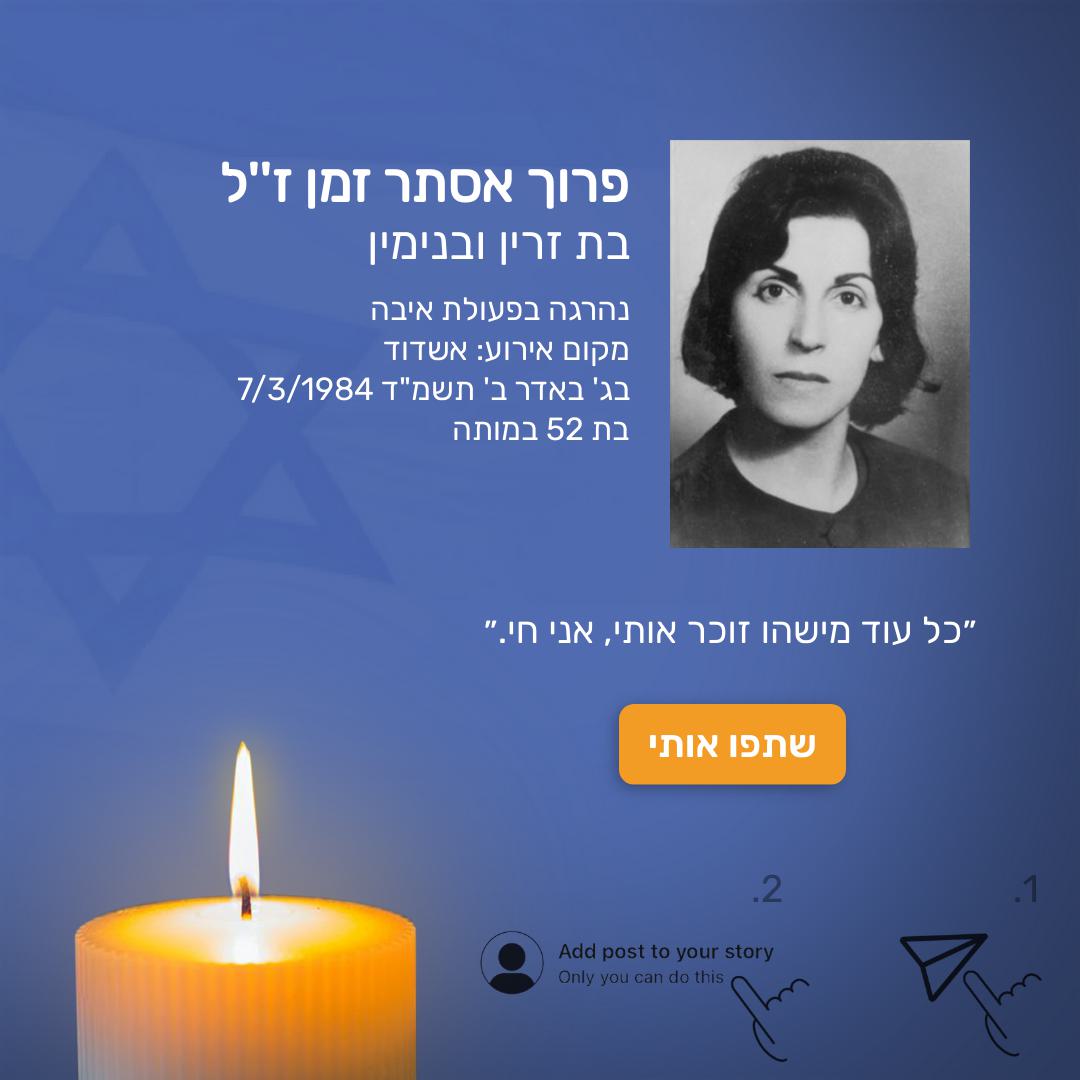 פרוך אסתר זמן ז"ל
בת זרין ובנימין
נהרגה בפעולת איבה
מקום אירוע: אשדוד
בג' באדר ב' תשמ"ד 7/3/1984
בת 52 במותה
״כל עוד מישהו זוכר אותי, אני חי.״
שתפו אותי
1.
2.
Add post to your story
Only you can do this